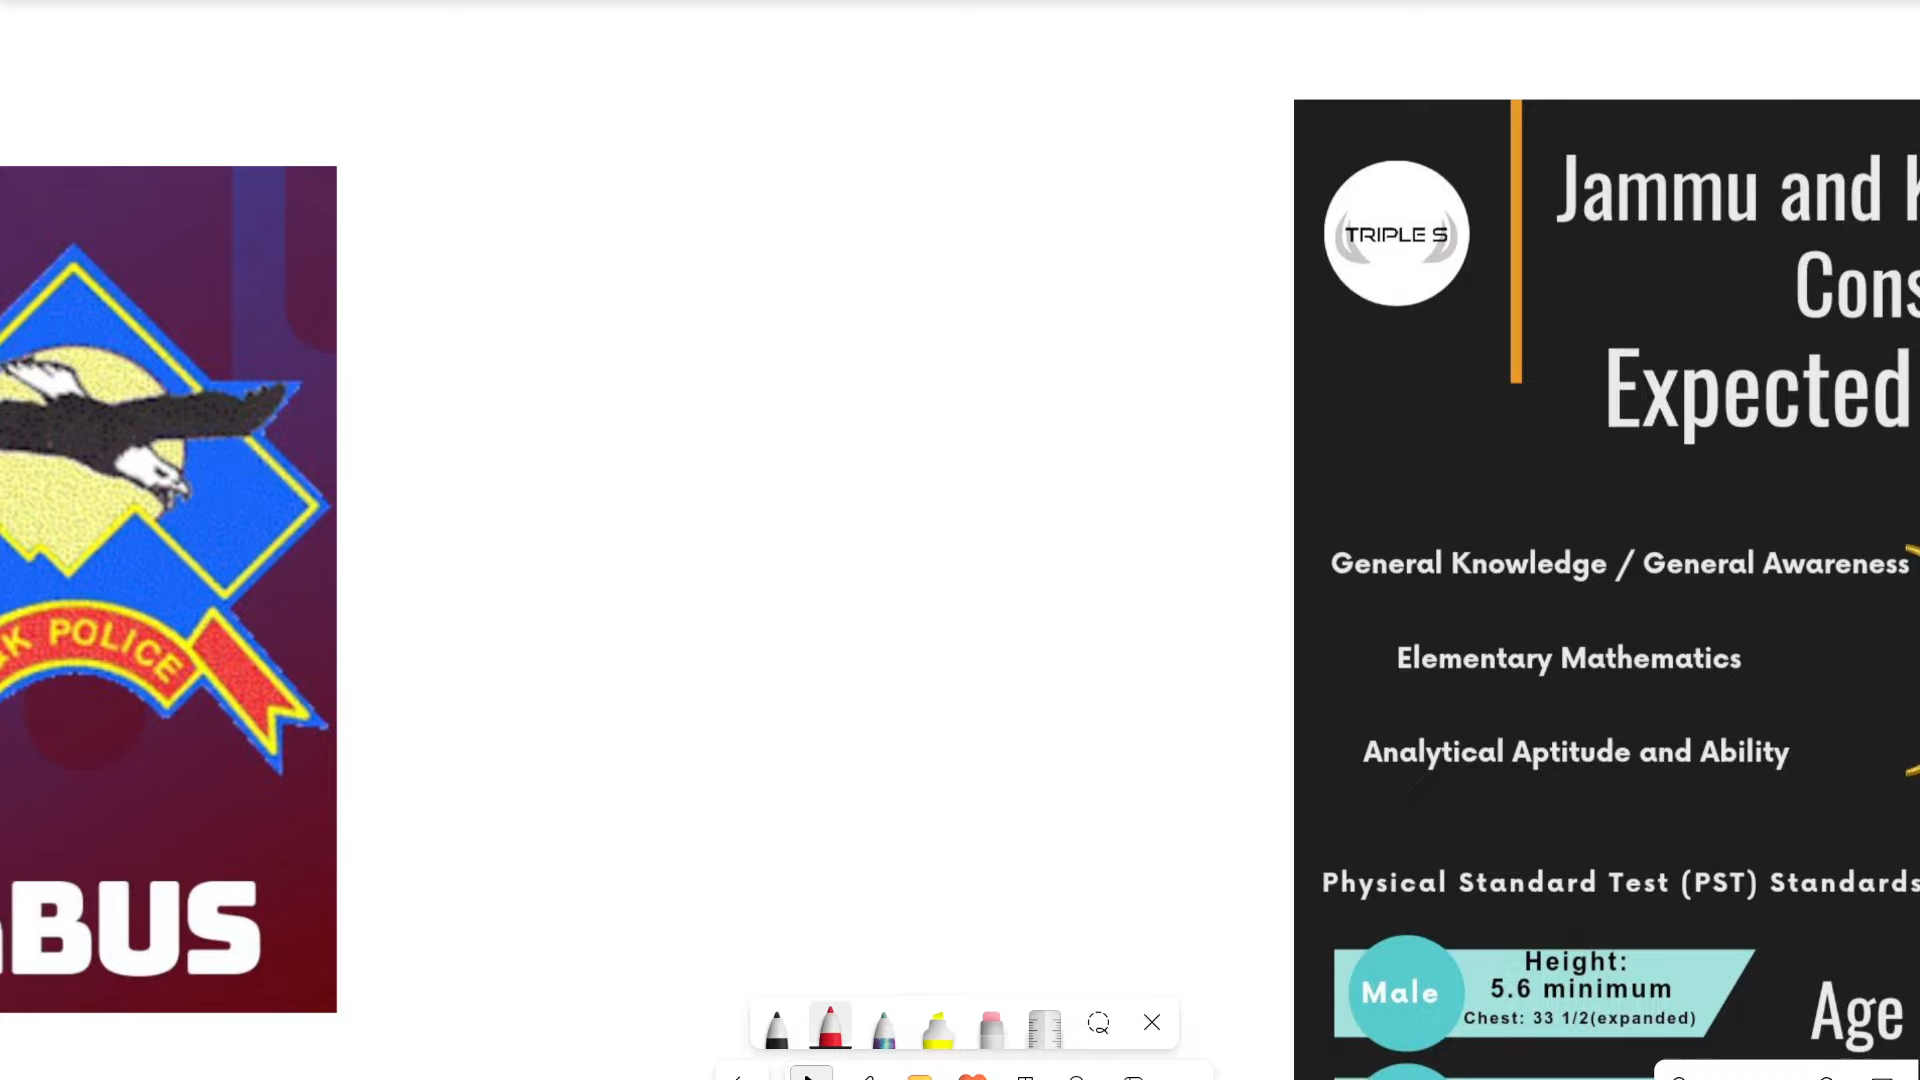 POLICE
BUS
TRIPLE S
Jammu and
Expected
General Knowledge / General Awareness
Elementary Mathematics
Analytical Aptitude and Ability
Physical Standard Test (PST) Standards
Male
Height:
5.6 minimum
Chest: 33 1/2(expanded)
Age